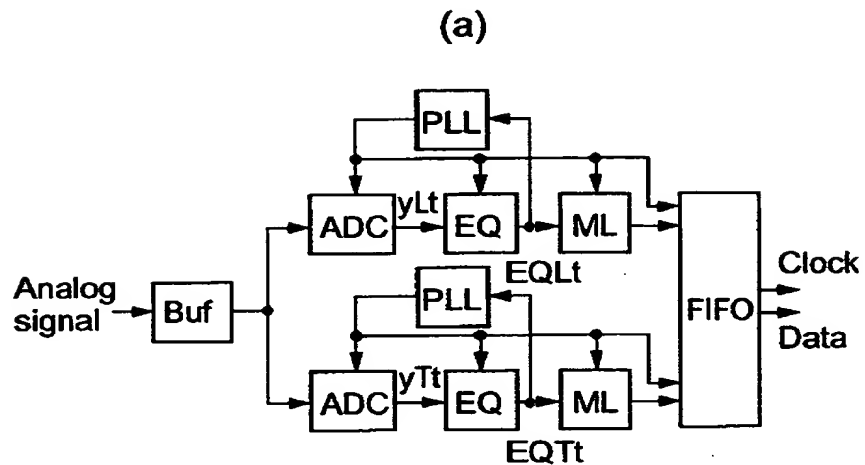 (a)
PLL
yLt
ADC
EQ
ML
EQLt
Analog
signal
Buf
PLL
FIFO
Clock
Data
yTt
ADC
EQ
ML
EQTt